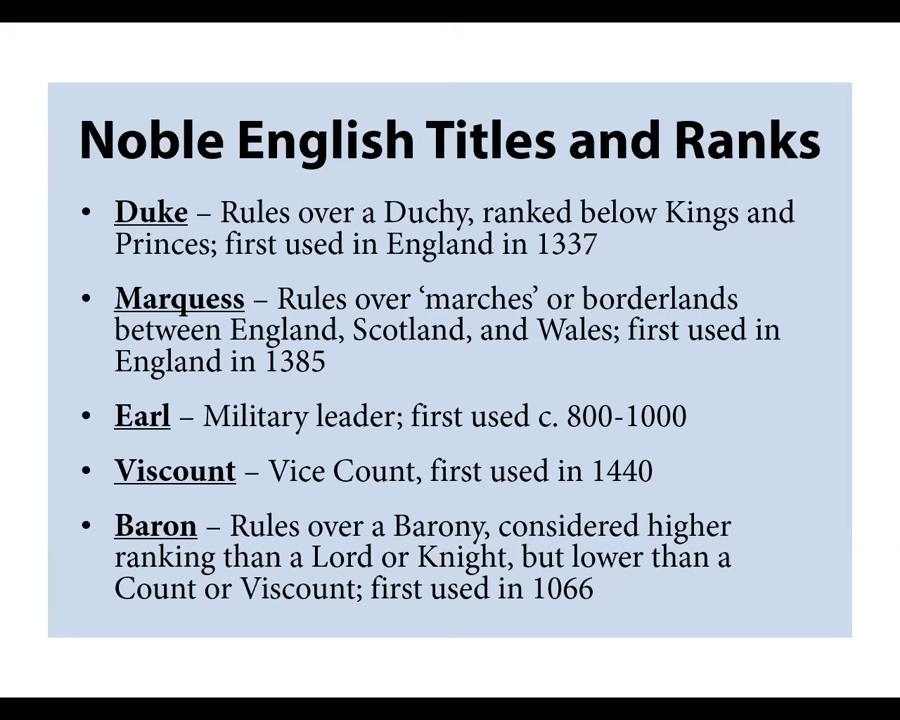 Noble English Titles and Ranks
• Duke – Rules over a Duchy, ranked below Kings and
Princes; first used in England in 1337
• Marquess – Rules over ‘marches’ or borderlands
between England, Scotland, and Wales; first used in
England in 1385
• Earl – Military leader; first used c. 800-1000
• Viscount – Vice Count, first used in 1440
• Baron – Rules over a Barony, considered higher
ranking than a Lord or Knight, but lower than a
Count or Viscount; first used in 1066